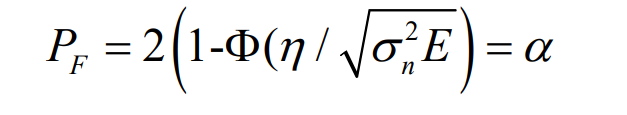 P_F = 2(1-Φ(η / √σ_n^2 E) = α